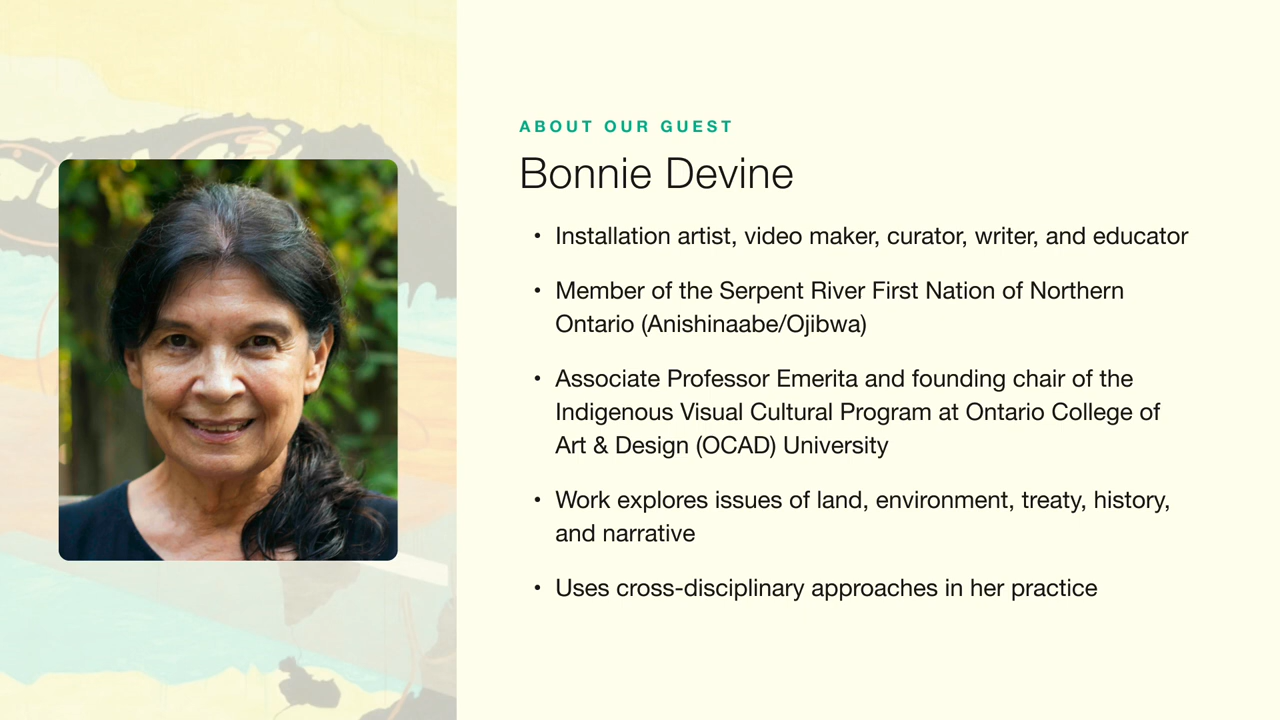 ABOUT OUR GUEST
Bonnie Devine
• Installation artist, video maker, curator, writer, and educator
• Member of the Serpent River First Nation of Northern
Ontario (Anishinaabe/Ojibwa)
• Associate Professor Emerita and founding chair of the
Indigenous Visual Cultural Program at Ontario College of
Art & Design (OCAD) University
• Work explores issues of land, environment, treaty, history,
and narrative
• Uses cross-disciplinary approaches in her practice